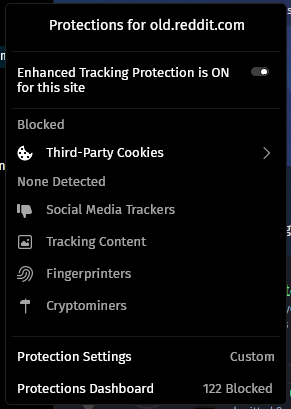 Protections for old.reddit.com
Enhanced Tracking Protection is ON
for this site
Blocked
Third-Party Cookies
None Detected
Social Media Trackers
Tracking Content
Fingerprinters
Cryptominers
Protection Settings Custom
Protections Dashboard 122 Blocked